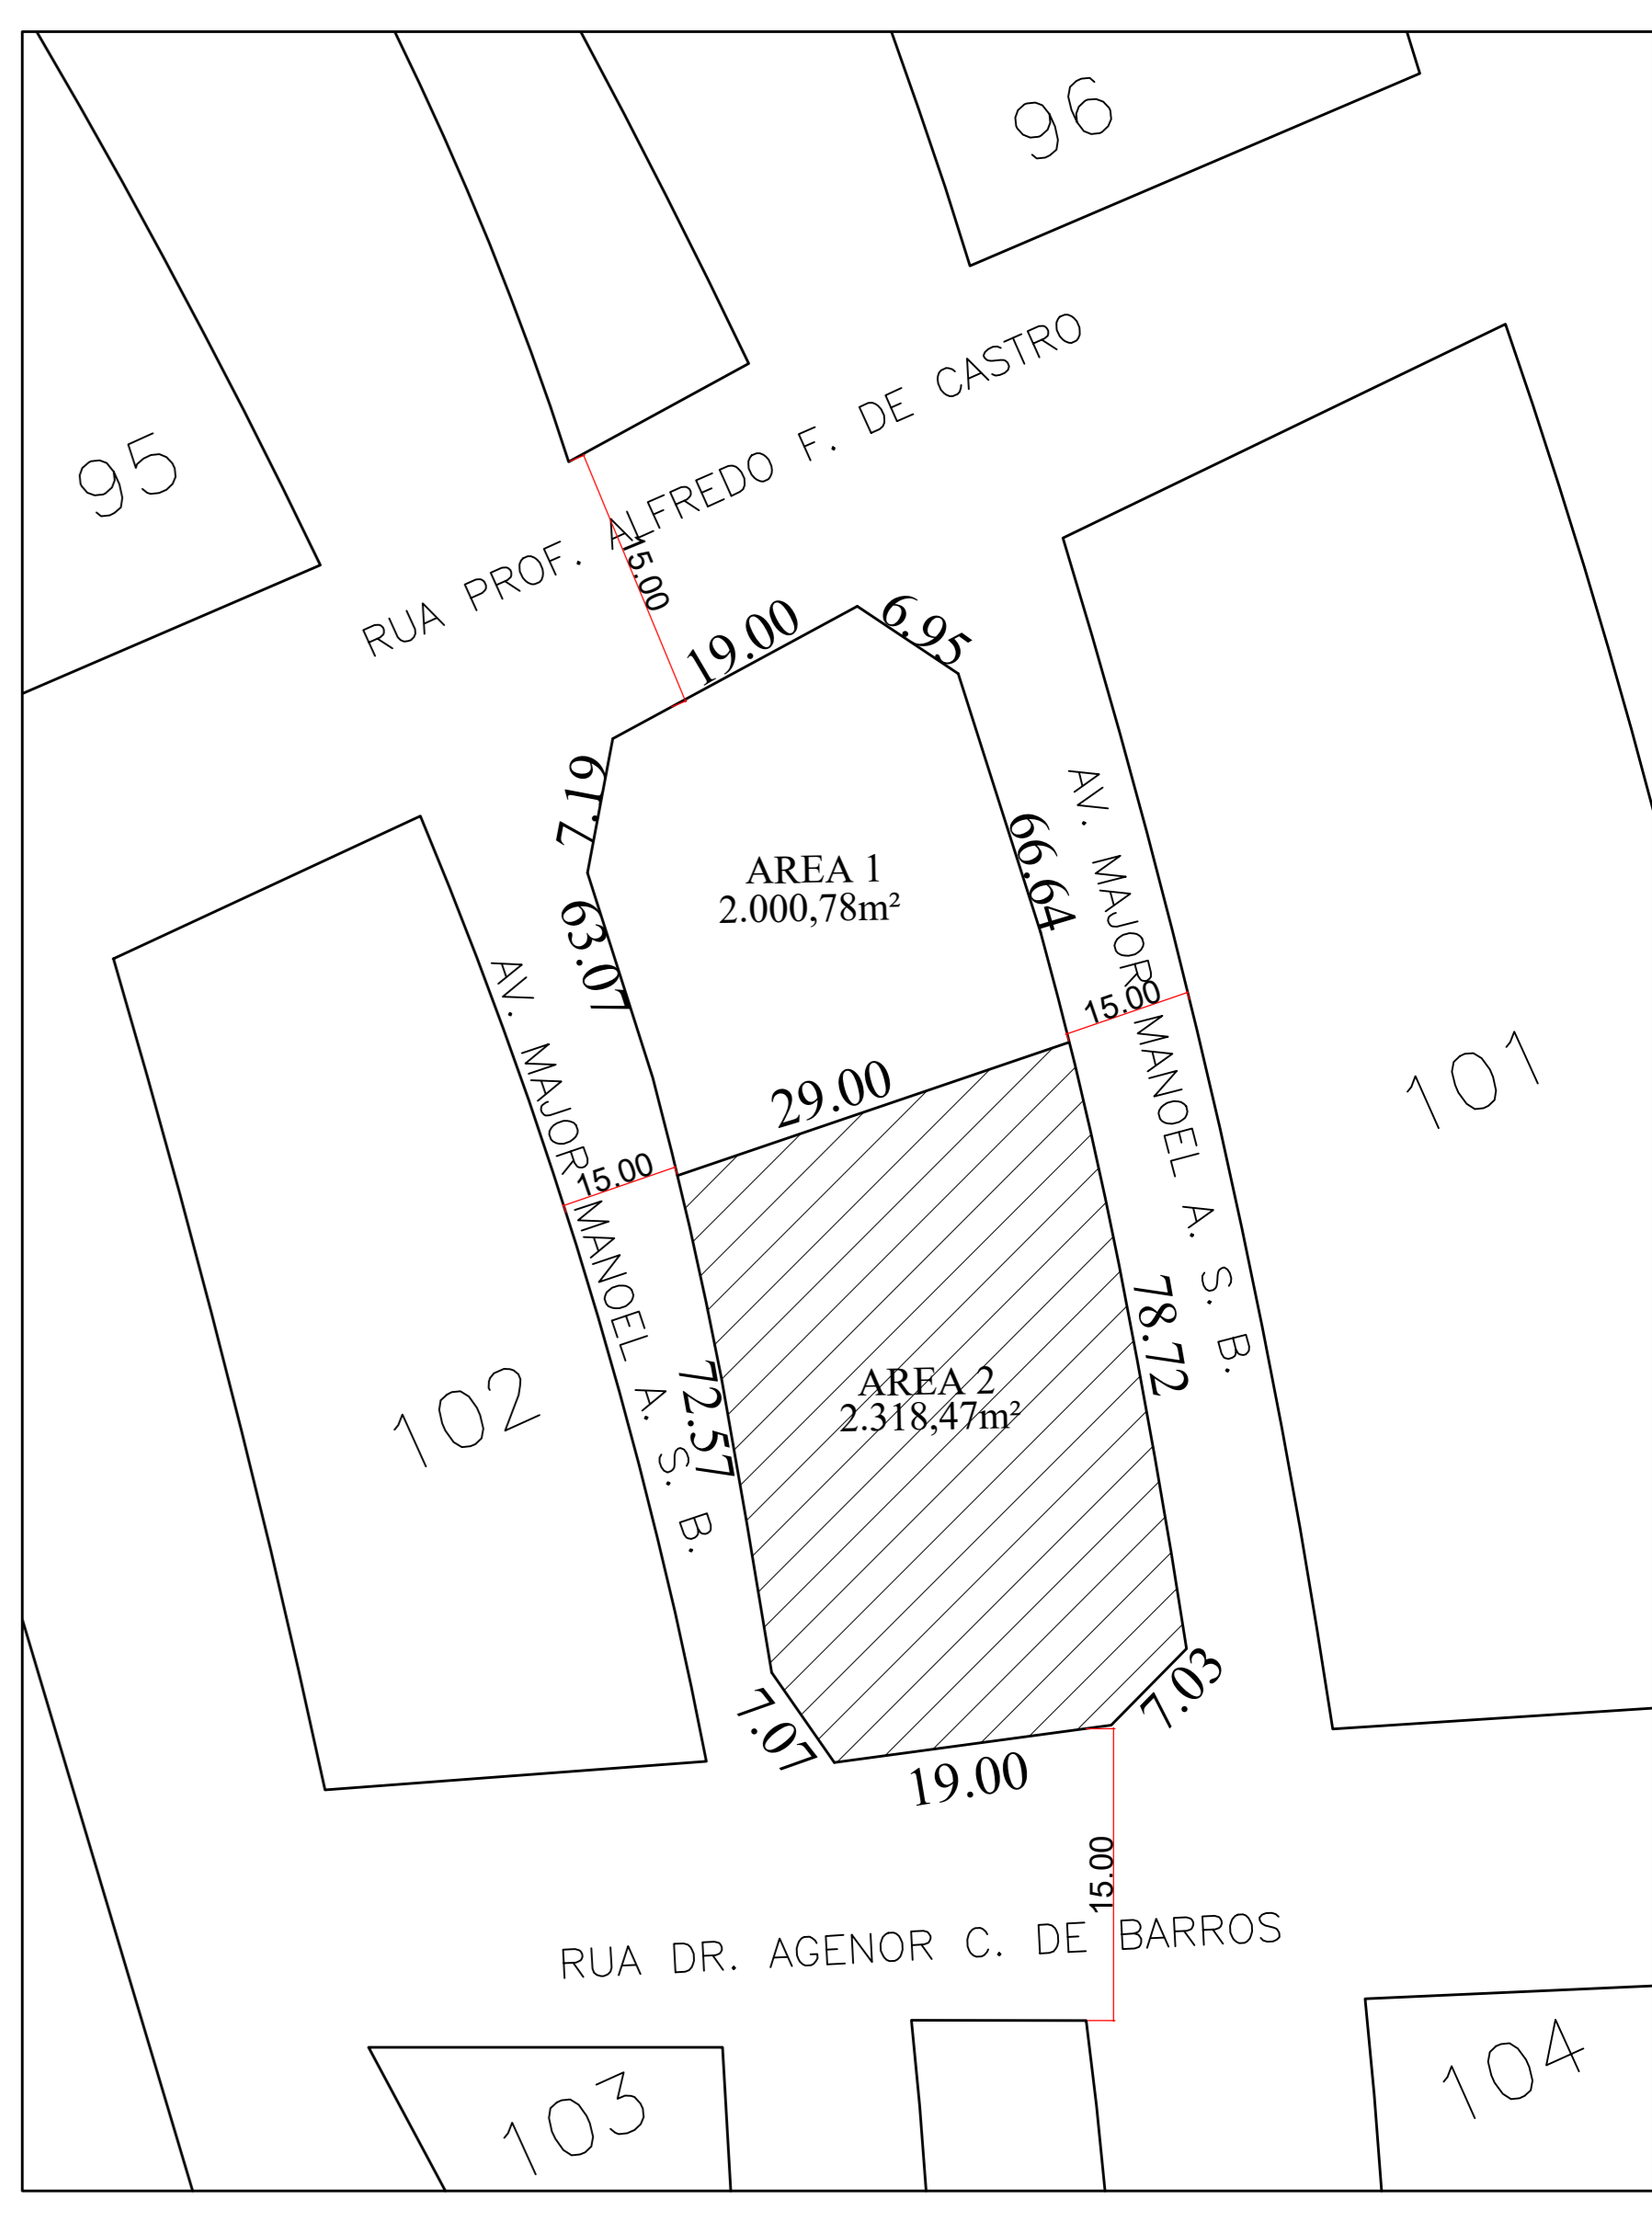 96
95
RUA PROF. ALFREDO F. DE CASTRO
15.00
19.00
6.95
7.19
66.64
AREA 1
2.000,78m²
63.07
AV. MAJOR MANOEL A. S. B.
15.00
101
29.00
AV. MAJOR MANOEL A. S. B.
15.00
78.72
102
72.57
AREA 2
2.318,47m²
7.03
7.07
19.00
15.00
RUA DR. AGENOR C. DE BARROS
103
104